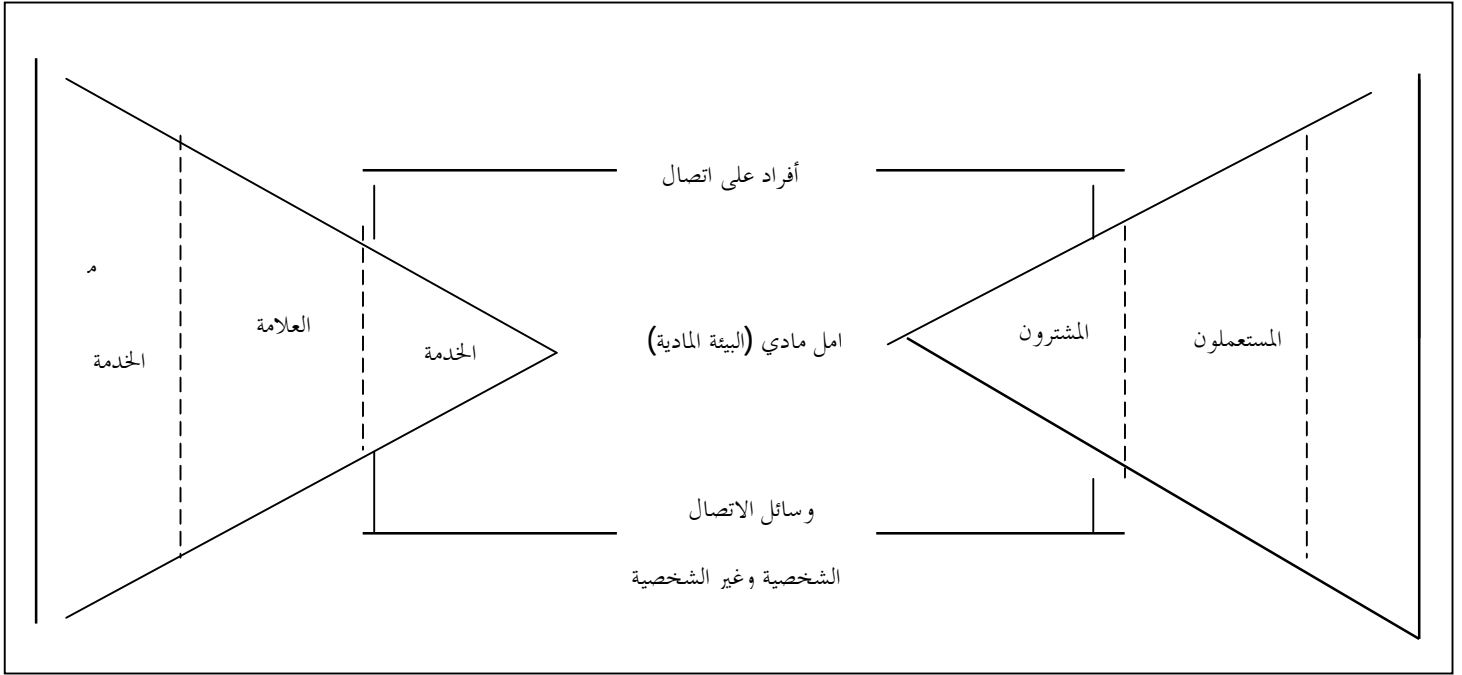 أفراد على اتصال
م
العلامة
الخدمة
الخدمة
امل مادي (البيئة المادية)
المشترون
المستعملون
وسائل الاتصال
الشخصية وغير الشخصية